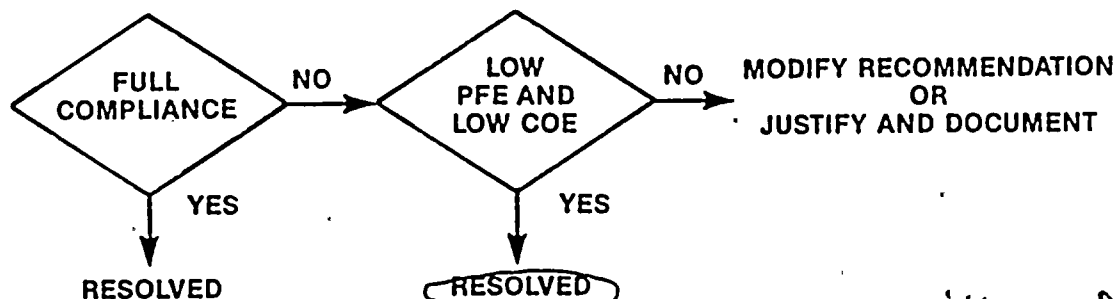 FULL
COMPLIANCE
NO
LOW
PFE AND
LOW COE
NO
MODIFY RECOMMENDATION
OR
JUSTIFY AND DOCUMENT
YES
YES
RESOLVED
RESOLVED